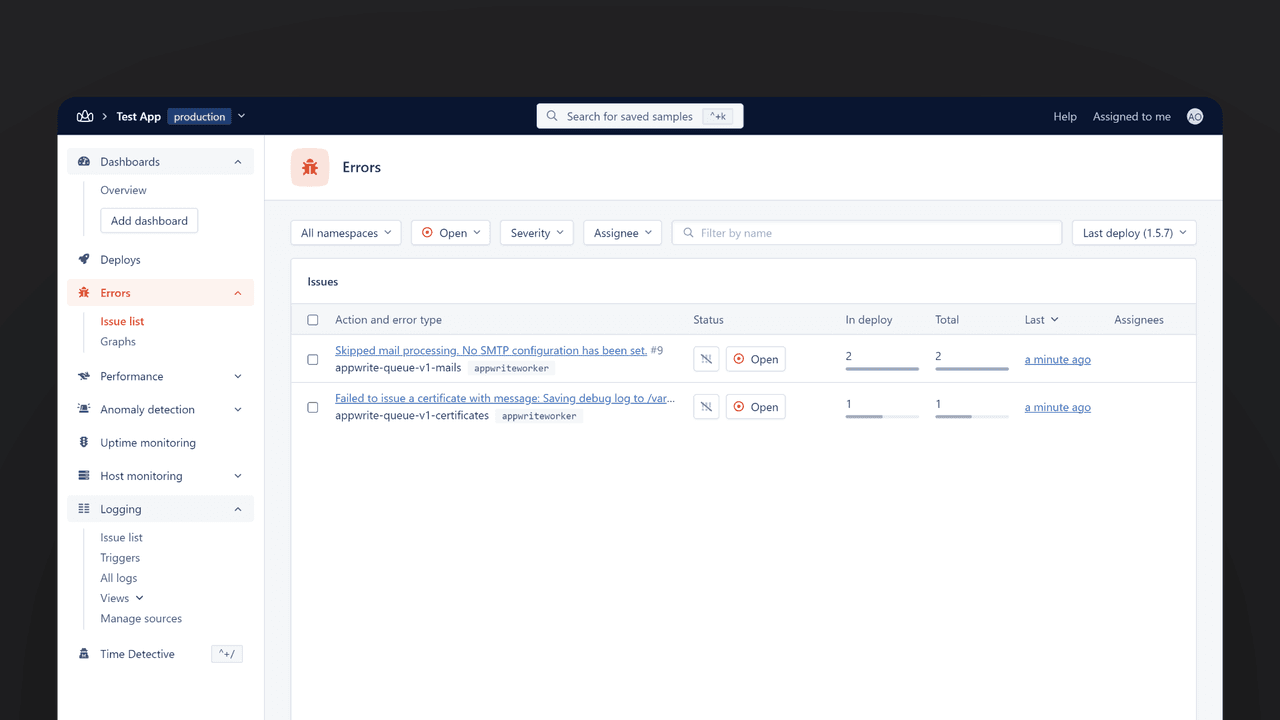 Test App production
Search for saved samples ^+k
Help Assigned to me AO
Dashboards
Overview
Add dashboard
Deploys
Errors
Issue list
Graphs
Performance
Anomaly detection
Uptime monitoring
Host monitoring
Logging
Issue list
Triggers
All logs
Views
Manage sources
Time Detective ^+/
Errors
All namespaces Open Severity Assignee Filter by name Last deploy (1.5.7)
Issues
Action and error type Status In deploy Total Last Assignees
Skipped mail processing. No SMTP configuration has been set. #9
appwrite-queue-v1-mails appwriteworker
Open 2 2 a minute ago
Failed to issue a certificate with message: Saving debug log to /var...
appwrite-queue-v1-certificates appwriteworker
Open 1 1 a minute ago